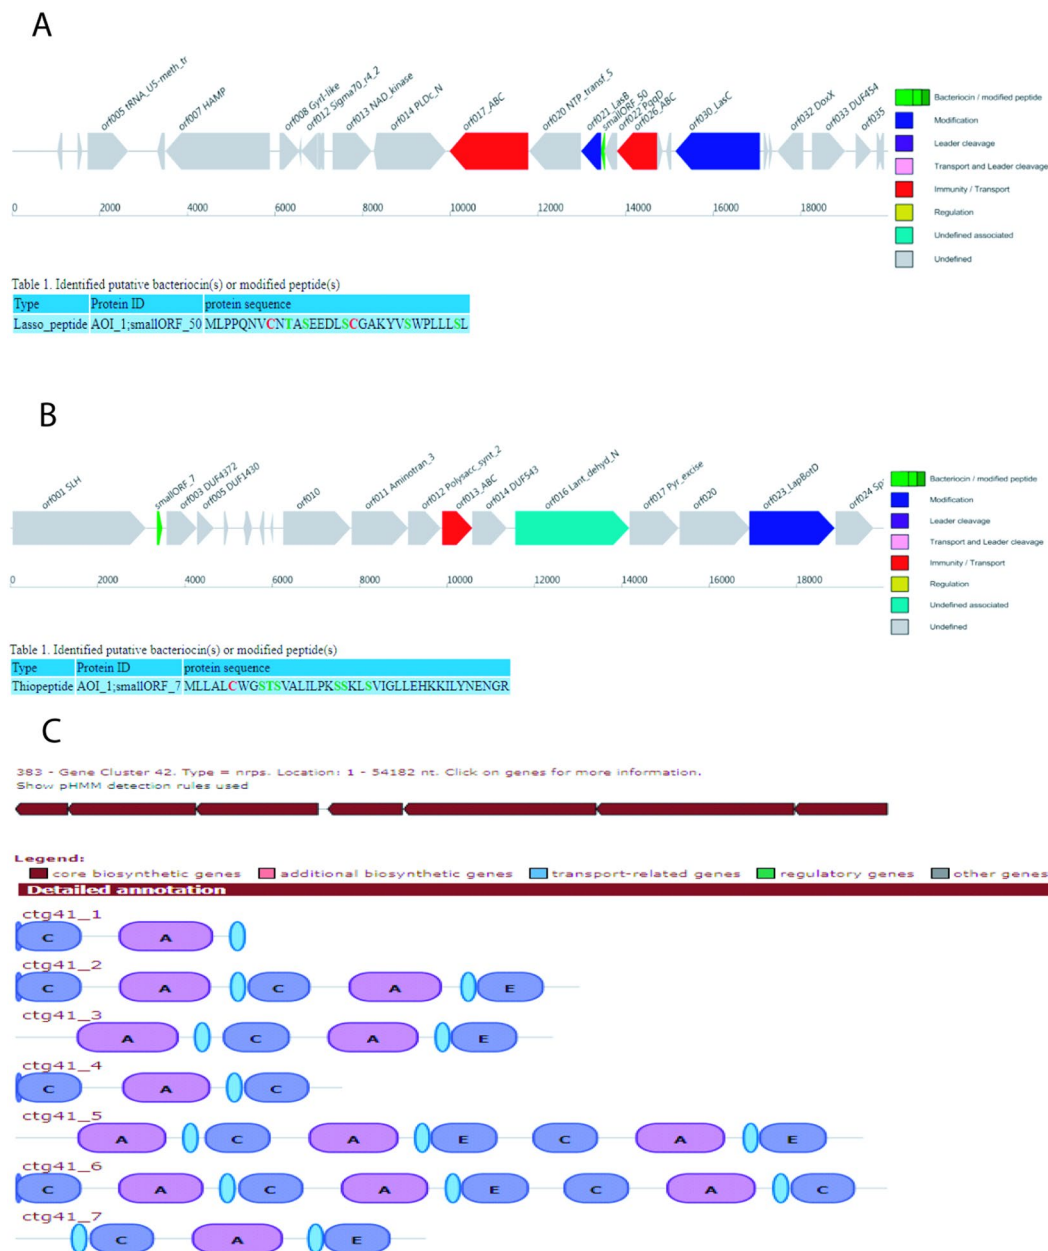 A
orf005 tRNA_U5-meth_tr
orf007 HAMP
orf008 GyrI-like
orf012 Sigma70_r4_2
orf013 NAD_kinase
orf014 PLDc_N
orf017_ABC
orf020 NTP_transf_5
orf021_LasB
smallORF_50
orf022 PqqD
orf026_ABC
orf030_LasC
orf032 DoxX
orf033 DUF454
orf035
Bacteriocin / modified peptide
Modification
Leader cleavage
Transport and Leader cleavage
Immunity / Transport
Regulation
Undefined associated
Undefined
0 2000 4000 6000 8000 10000 12000 14000 16000 18000
Table 1. Identified putative bacteriocin(s) or modified peptide(s)
Type Protein ID protein sequence
Lasso_peptide AOI_1;smallORF_50 MLPPQNVCNTASEEDLSCGAKYVSWPLLLSL
B
orf001 SLH
smallORF_7
orf003 DUF4372
orf005 DUF1430
orf010
orf011 Aminotran_3
orf012 Polysacc_synt_2
orf013_ABC
orf014 DUF543
orf016 Lant_dehyd_N
orf017 Pyr_excise
orf020
orf023_LapBotD
orf024 Sp
Bacteriocin / modified peptide
Modification
Leader cleavage
Transport and Leader cleavage
Immunity / Transport
Regulation
Undefined associated
Undefined
0 2000 4000 6000 8000 10000 12000 14000 16000 18000
Table 1. Identified putative bacteriocin(s) or modified peptide(s)
Type Protein ID protein sequence
Thiopeptide AOI_1;smallORF_7 MLLALCWGSTSVALILPKSSKLSVIGLLEHKKILYNENGR
C
383 - Gene Cluster 42. Type = nrps. Location: 1 - 54182 nt. Click on genes for more information.
Show pHMM detection rules used
Legend:
core biosynthetic genes additional biosynthetic genes transport-related genes regulatory genes other genes
Detailed annotation
ctg41_1
C A
ctg41_2
C A C A E
ctg41_3
A C A E
ctg41_4
C A C
ctg41_5
A C A E C A E
ctg41_6
C A C A E C A C
ctg41_7
C A E